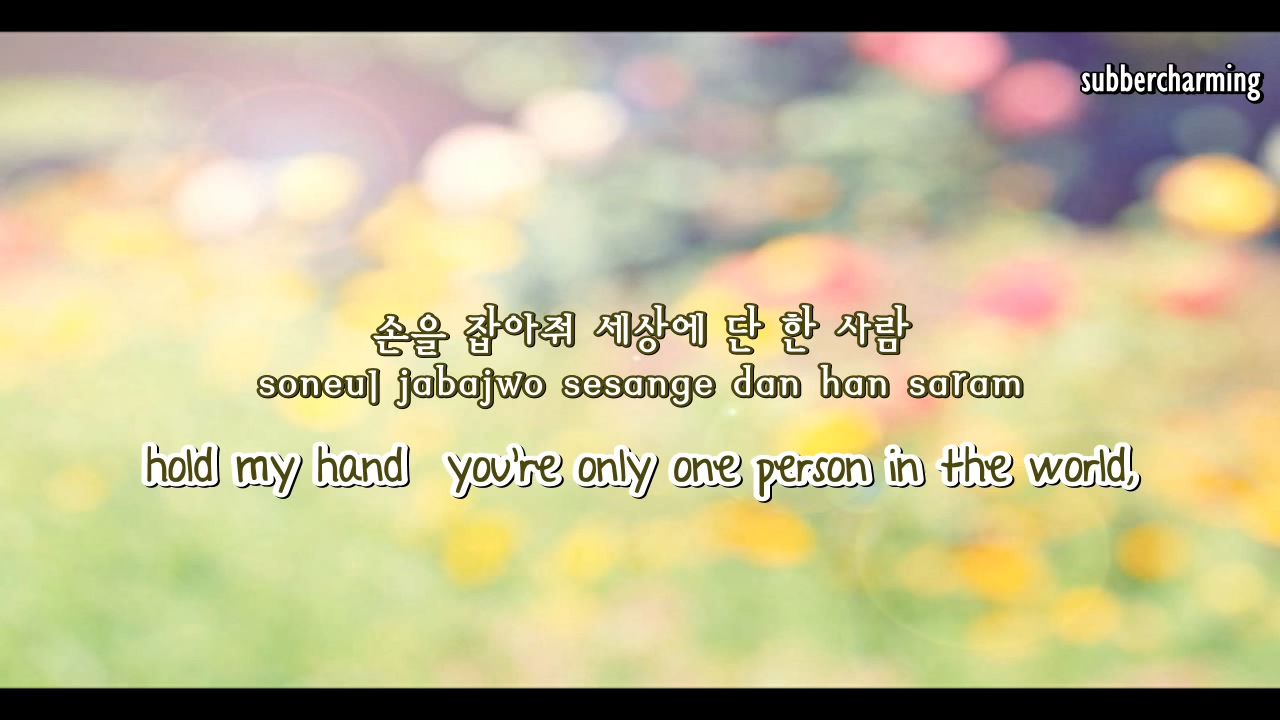 subbercharming
손을 잡아줘 세상에 단 한 사람
soneul jabajwo sesange dan han saram
hold my hand you're only one person in the world,